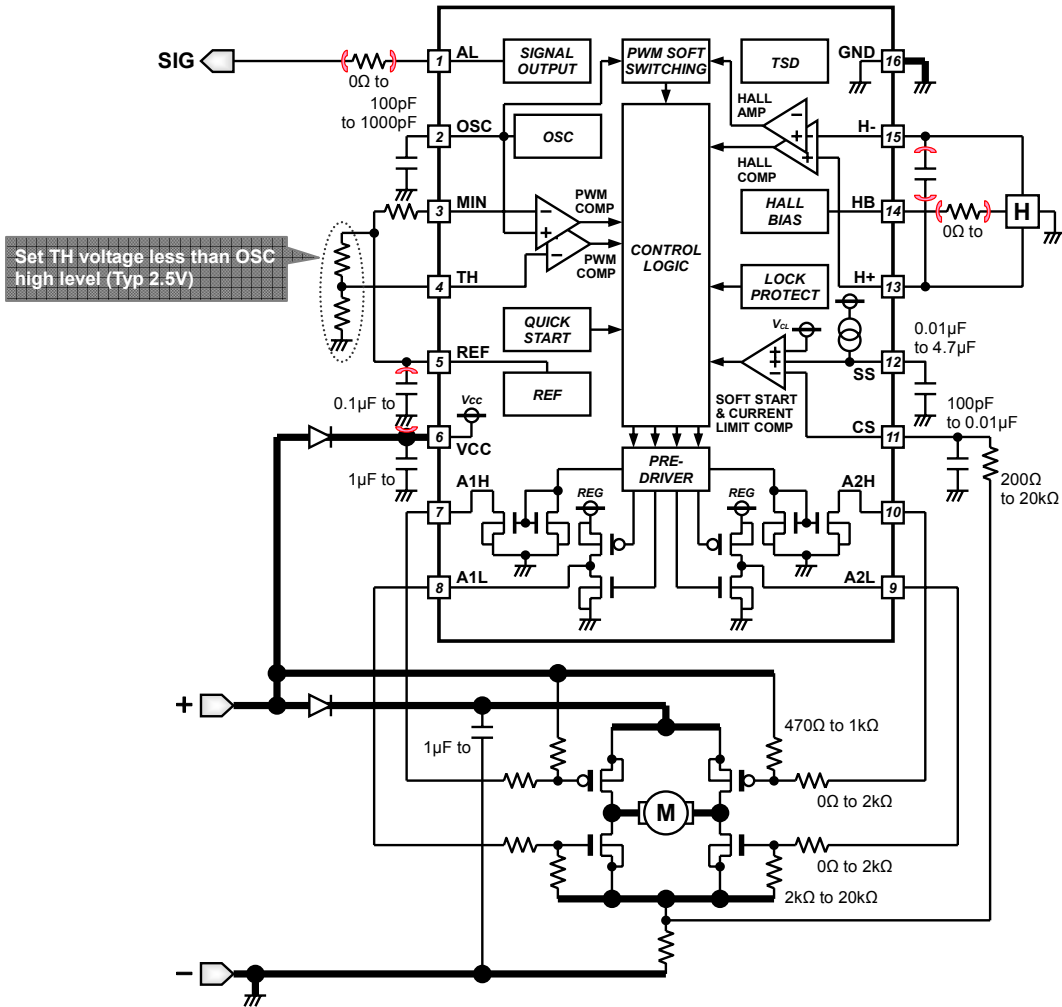 SIG
0Ω to
1
AL
SIGNAL
OUTPUT
PWM SOFT
SWITCHING
TSD
GND
16
100pF
to 1000pF
2
OSC
OSC
HALL
AMP
HALL
COMP
H-
15
3
MIN
PWM
COMP
PWM
COMP
CONTROL
LOGIC
HALL
BIAS
HB
14
0Ω to
H
Set TH voltage less than OSC
high level (Typ 2.5V)
4
TH
LOCK
PROTECT
H+
13
QUICK
START
VCL
0.01µF
to 4.7µF
5
REF
REF
0.1µF to
SS
12
SOFT START
& CURRENT
LIMIT COMP
100pF
to 0.01µF
CS
11
6
VCC
Vcc
1µF to
200Ω
to 20kΩ
PRE-
DRIVER
7
A1H
REG
REG
A2H
10
8
A1L
A2L
9
+
470Ω to 1kΩ
1µF to
0Ω to 2kΩ
M
0Ω to 2kΩ
2kΩ to 20kΩ
−